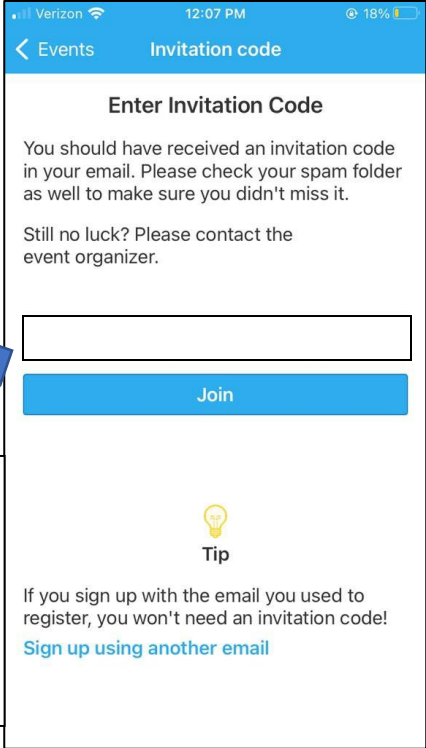 Verizon 12:07 PM 18%
Events Invitation code
Enter Invitation Code
You should have received an invitation code
in your email. Please check your spam folder
as well to make sure you didn't miss it.
Still no luck? Please contact the
event organizer.
Join
Tip
If you sign up with the email you used to
register, you won't need an invitation code!
Sign up using another email